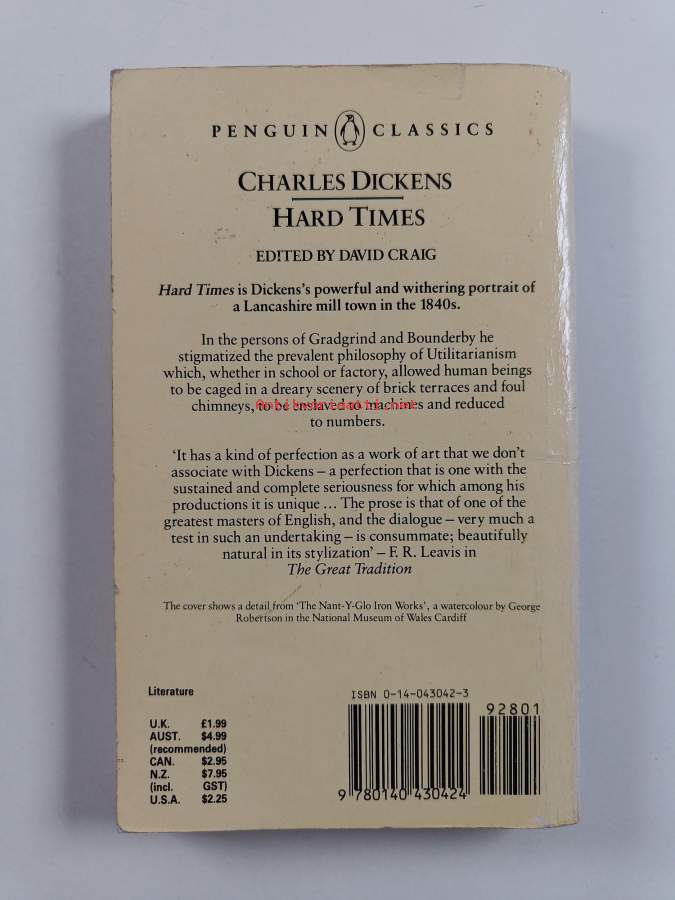 PENGUIN CLASSICS
CHARLES DICKENS
HARD TIMES
EDITED BY DAVID CRAIG
Hard Times is Dickens's powerful and withering portrait of
a Lancashire mill town in the 1840s.
In the persons of Gradgrind and Bounderby he
stigmatized the prevalent philosophy of Utilitarianism
which, whether in school or factory, allowed human beings
to be caged in a dreary scenery of brick terraces and foul
chimneys, to be enslaved to machines and reduced
to numbers.
'It has a kind of perfection as a work of art that we don't
associate with Dickens – a perfection that is one with the
sustained and complete seriousness for which among his
productions it is unique ... The prose is that of one of the
greatest masters of English, and the dialogue – very much a
test in such an undertaking – is consummate; beautifully
natural in its stylization' – F. R. Leavis in
The Great Tradition
The cover shows a detail from 'The Nant-Y-Glo Iron Works', a watercolour by George
Robertson in the National Museum of Wales Cardiff
Literature
U.K. £1.99
AUST. $4.99
(recommended)
CAN. $2.95
N.Z. $7.95
(incl. GST)
U.S.A. $2.25
ISBN 0-14-043042-3
92801
9 780140 430424